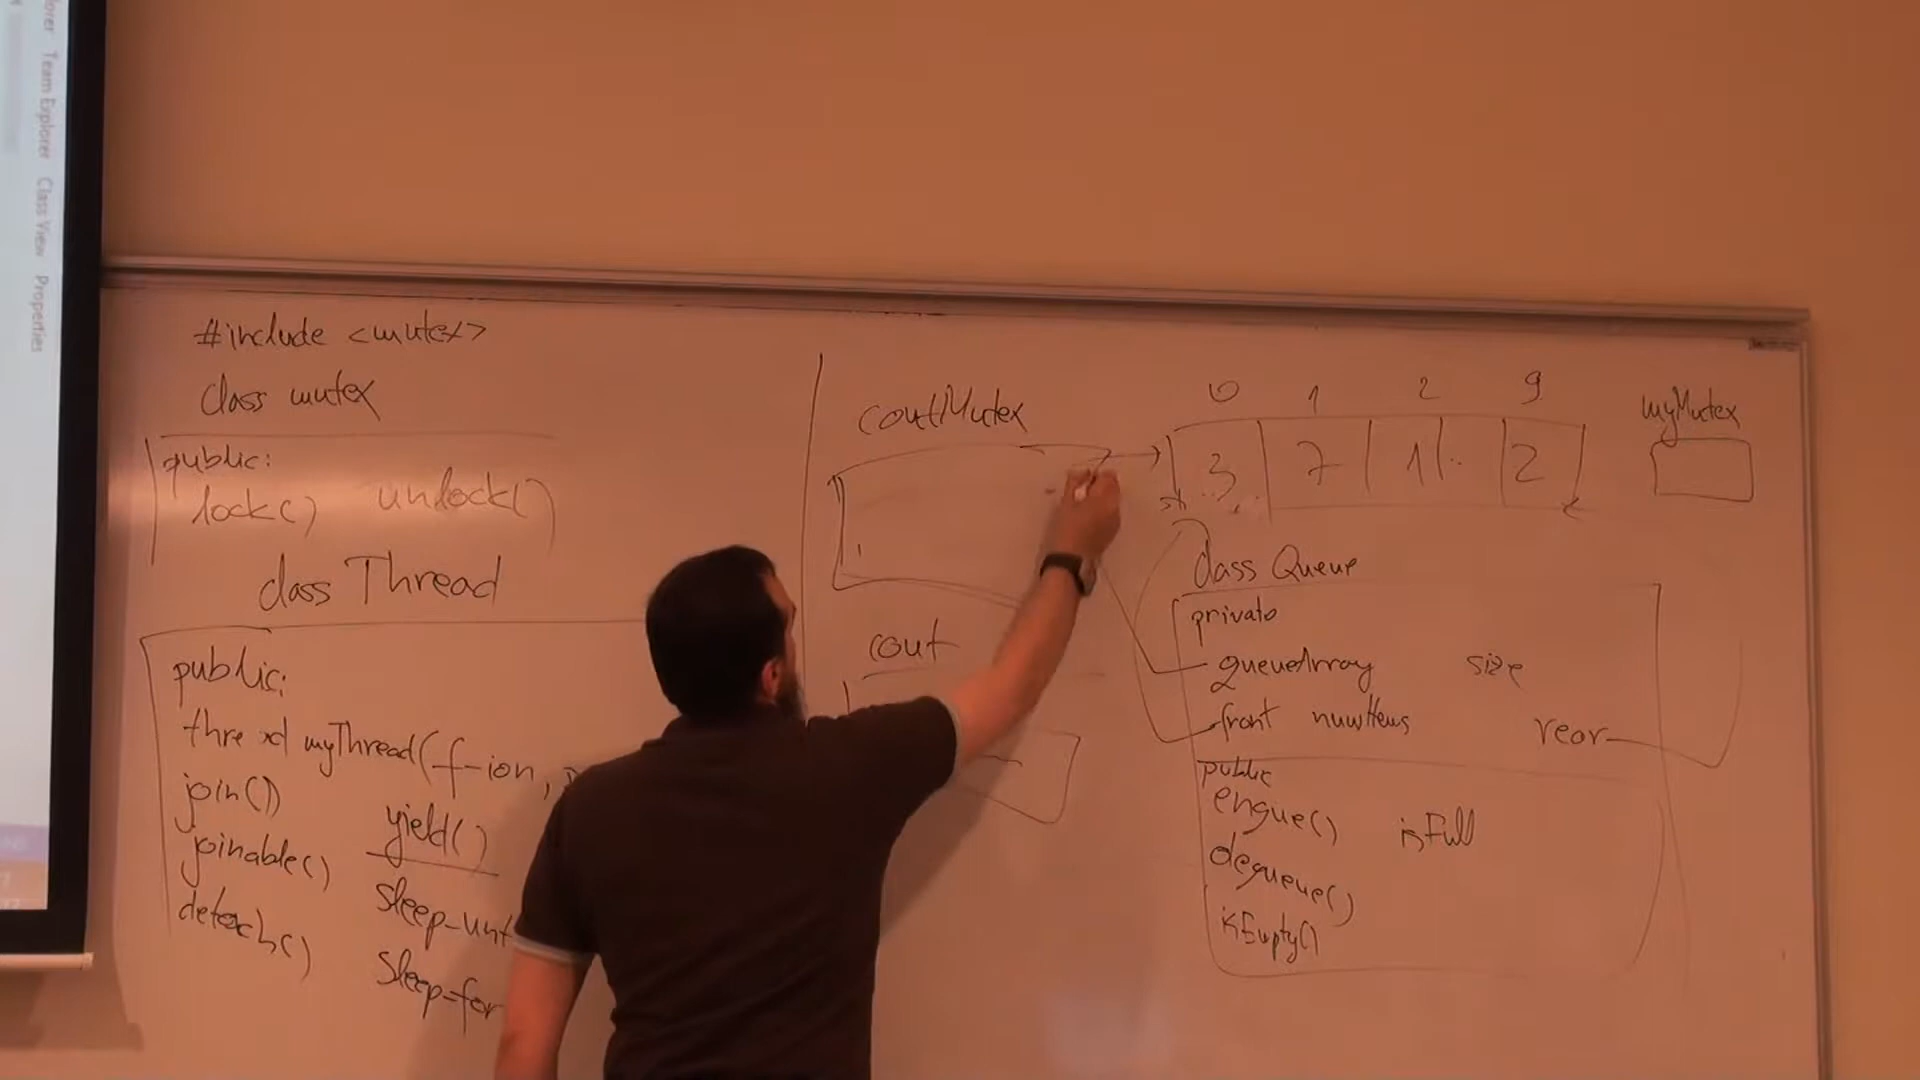 Team Explorer Class View Properties
#include <mutex>
class mutex
public:
lock() unlock()
class Thread
public:
thread myThread(f-ion,
join()
joinable()
detach()
yield()
sleep-unt
sleep-for
coutMutex
cout
0 1 2 9
3 7 1 .. 2
myMutex
class Queue
private
queueArray size
front numItems rear
public
enque() isFull
dequeue()
isEmpty()